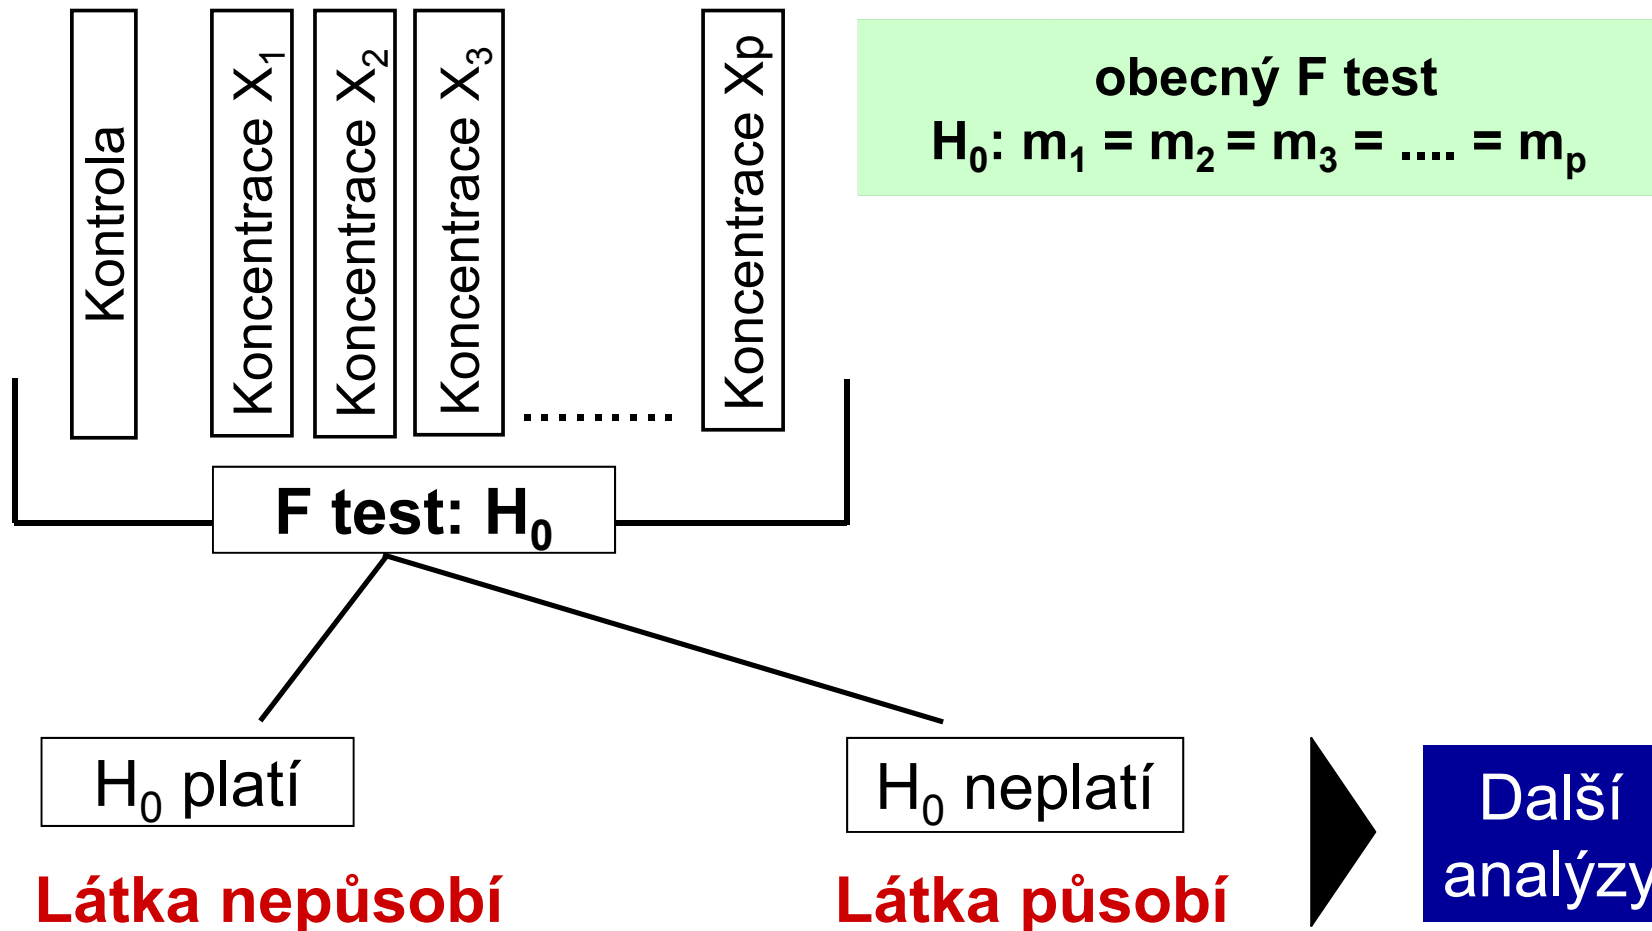 Kontrola
Koncentrace X₁
Koncentrace X₂
Koncentrace X₃
.........
Koncentrace Xp
obecný F test
H₀: m₁ = m₂ = m₃ = .... = mₚ
F test: H₀
H₀ platí
H₀ neplatí
Látka nepůsobí
Látka působí
Další
analýzy